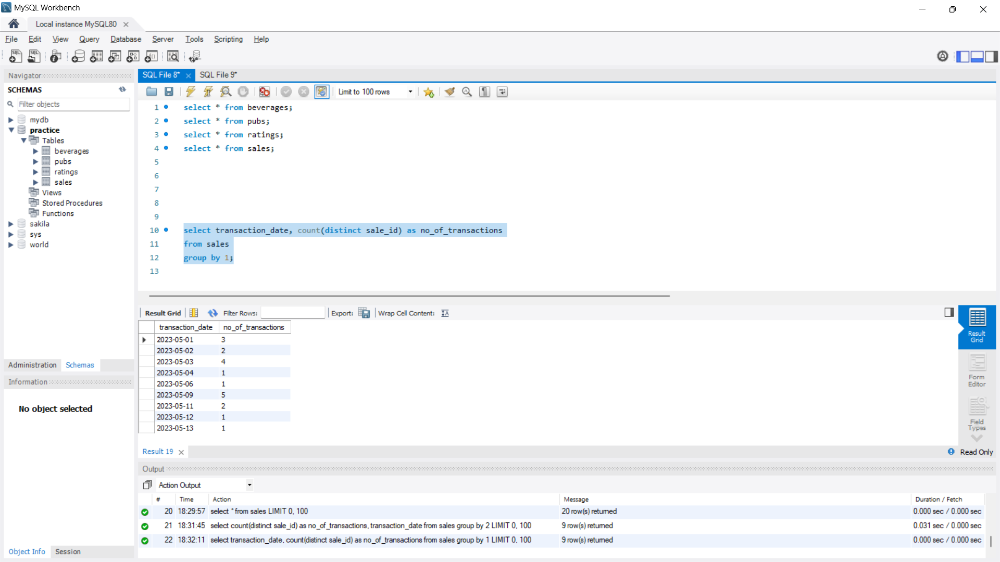 MySQL Workbench
Local instance MySQL80
File Edit View Query Database Server Tools Scripting Help
Navigator
SCHEMAS
Filter objects
mydb
practice
Tables
beverages
pubs
ratings
sales
Views
Stored Procedures
Functions
sakila
sys
world
Administration Schemas
Information
No object selected
Object Info Session
SQL File 8* SQL File 9*
Limit to 100 rows
1 select * from beverages;
2 select * from pubs;
3 select * from ratings;
4 select * from sales;
5
6
7
8
9
10 select transaction_date, count(distinct sale_id) as no_of_transactions
11 from sales
12 group by 1;
13
Result Grid Filter Rows: Export: Wrap Cell Content:
transaction_date no_of_transactions
2023-05-01 3
2023-05-02 2
2023-05-03 4
2023-05-04 1
2023-05-06 1
2023-05-09 5
2023-05-11 2
2023-05-12 1
2023-05-13 1
Result
Grid
Form
Editor
Field
Types
Result 19 Read Only
Output
Action Output
# Time Action Message Duration / Fetch
20 18:29:57 select * from sales LIMIT 0, 100 20 row(s) returned 0.000 sec / 0.000 sec
21 18:31:45 select count(distinct sale_id) as no_of_transactions, transaction_date from sales group by 2 LIMIT 0, 100 9 row(s) returned 0.031 sec / 0.000 sec
22 18:32:11 select transaction_date, count(distinct sale_id) as no_of_transactions from sales group by 1 LIMIT 0, 100 9 row(s) returned 0.000 sec / 0.000 sec